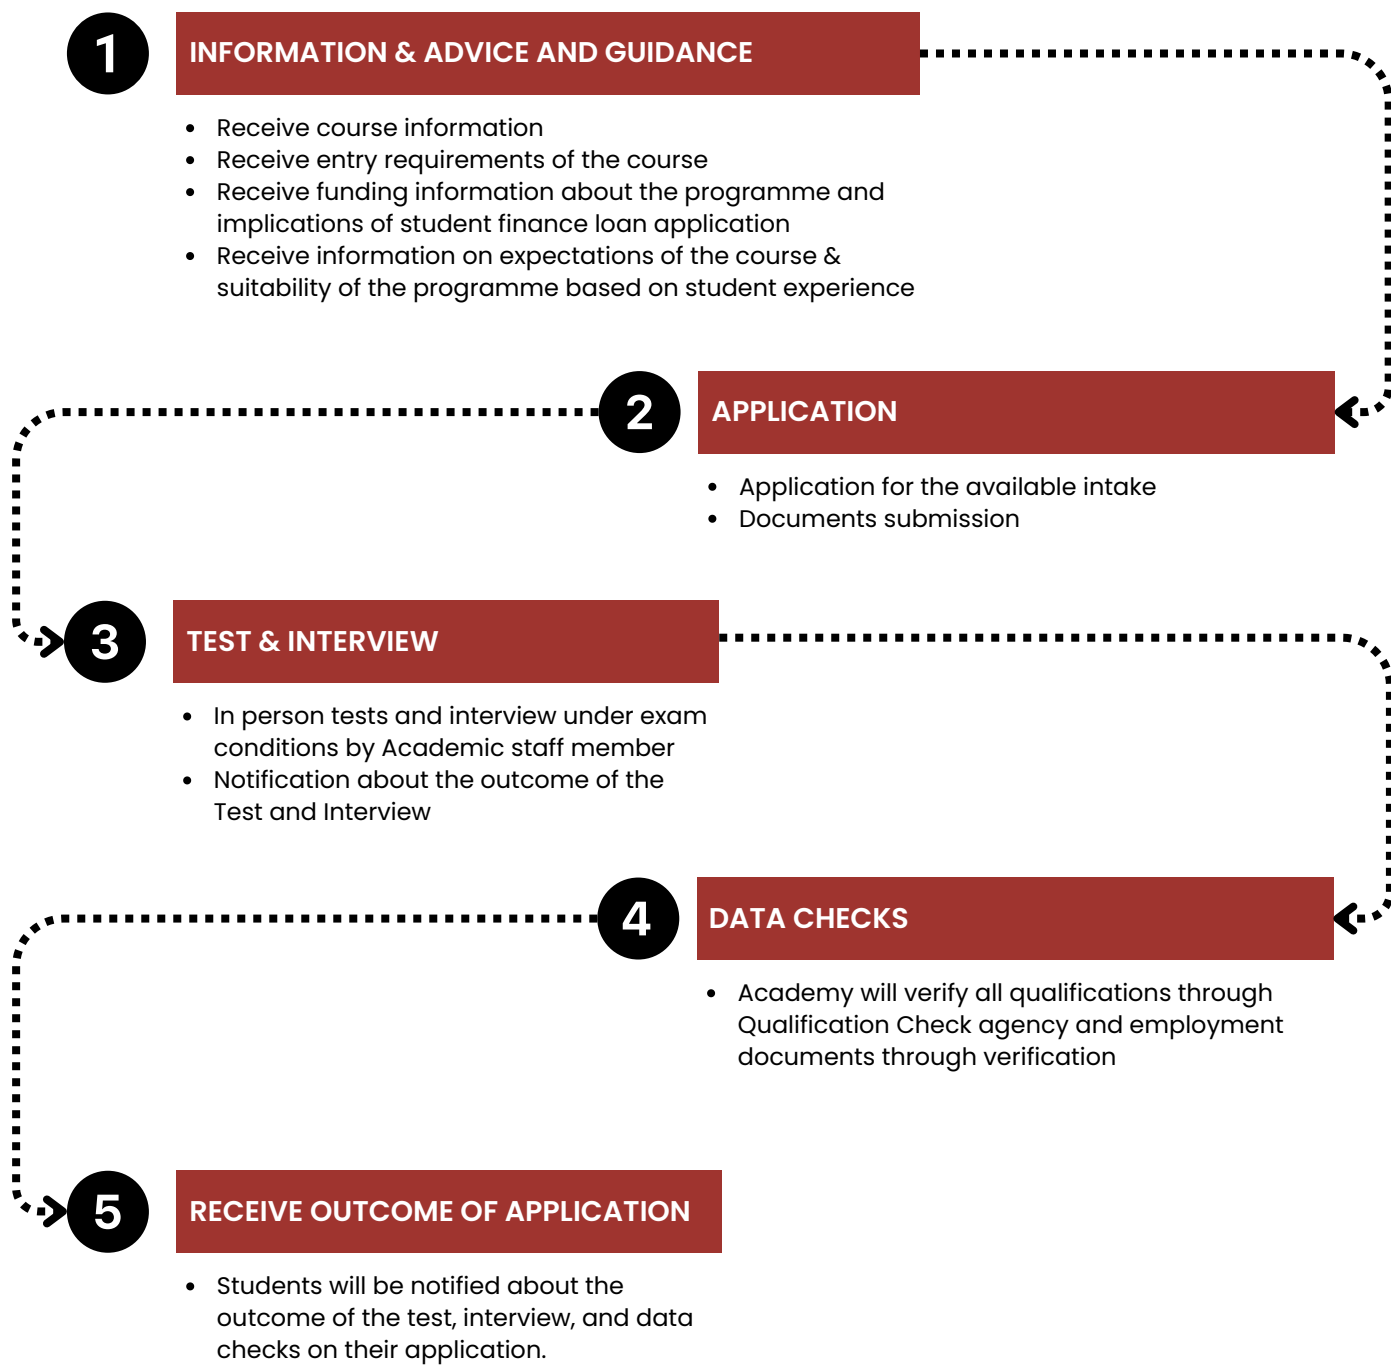 1
INFORMATION & ADVICE AND GUIDANCE
• Receive course information
• Receive entry requirements of the course
• Receive funding information about the programme and
implications of student finance loan application
• Receive information on expectations of the course &
suitability of the programme based on student experience
2
APPLICATION
• Application for the available intake
• Documents submission
3
TEST & INTERVIEW
• In person tests and interview under exam
conditions by Academic staff member
• Notification about the outcome of the
Test and Interview
4
DATA CHECKS
• Academy will verify all qualifications through
Qualification Check agency and employment
documents through verification
5
RECEIVE OUTCOME OF APPLICATION
• Students will be notified about the
outcome of the test, interview, and data
checks on their application.